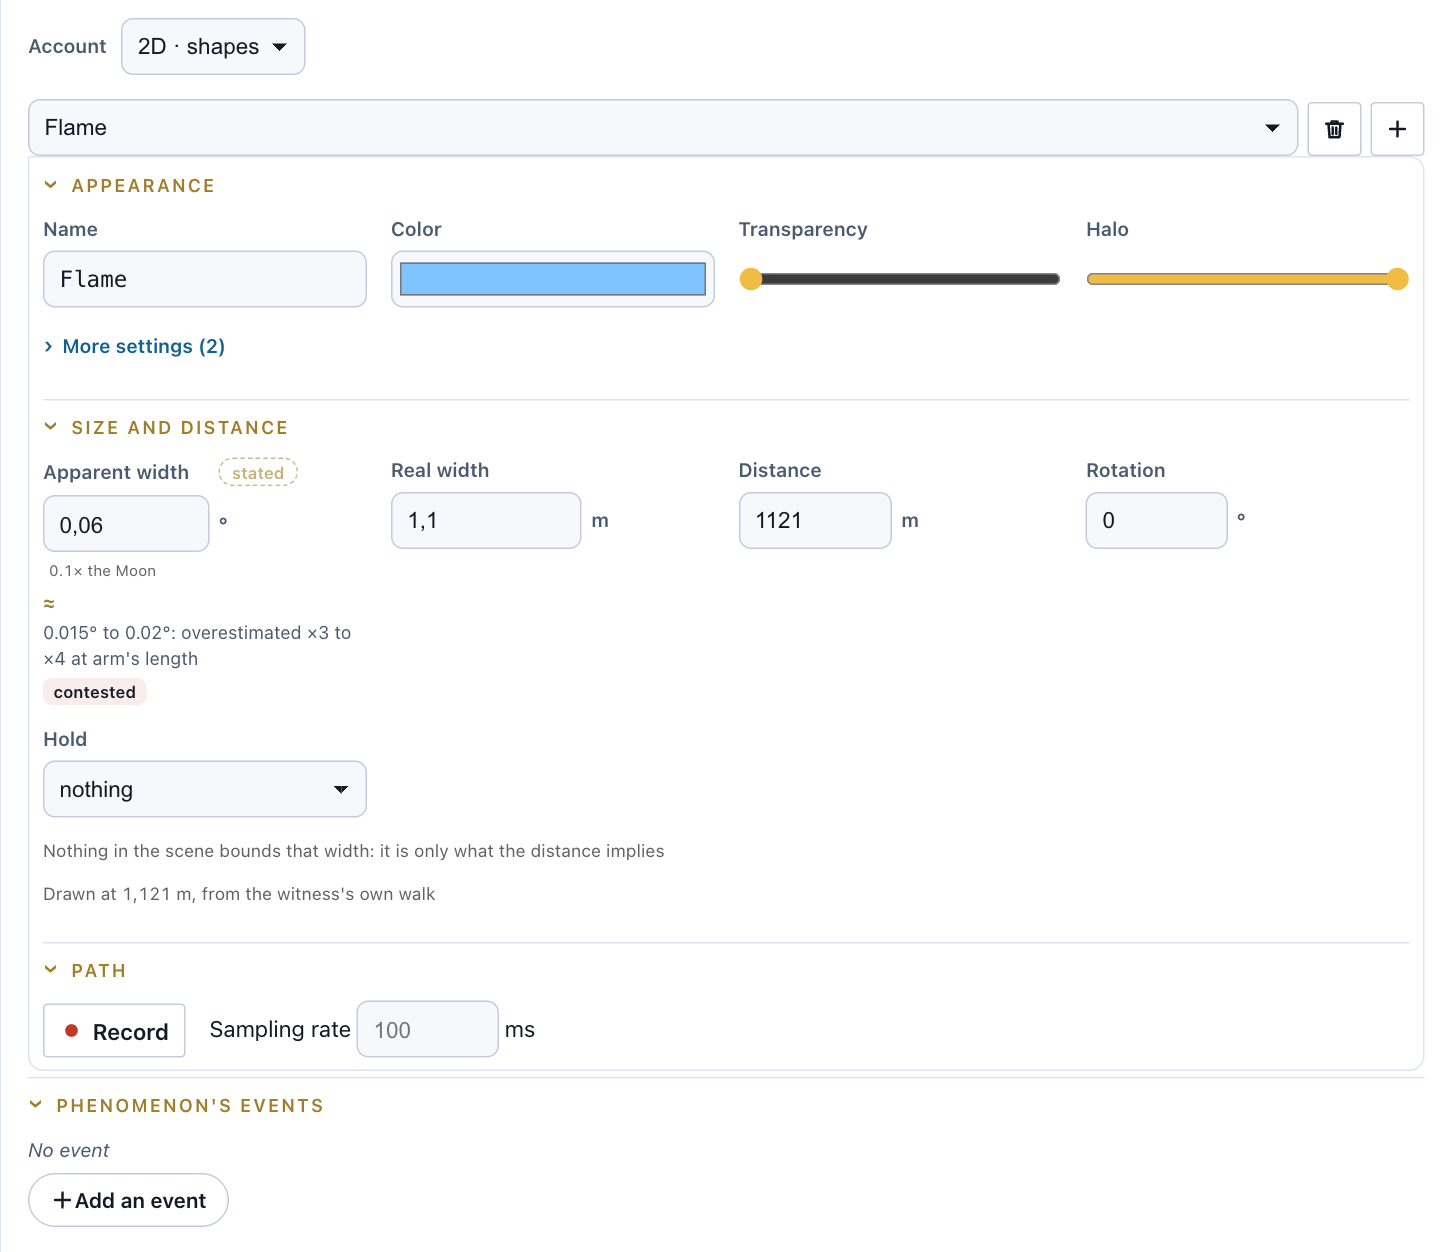 Account 2D · shapes
Flame
APPEARANCE
Name Color Transparency Halo
Flame
More settings (2)
SIZE AND DISTANCE
Apparent width stated Real width Distance Rotation
0,06 ° 1,1 m 1121 m 0 °
0.1× the Moon
≈
0.015° to 0.02°: overestimated ×3 to
×4 at arm's length
contested
Hold
nothing
Nothing in the scene bounds that width: it is only what the distance implies
Drawn at 1,121 m, from the witness's own walk
PATH
Record Sampling rate 100 ms
PHENOMENON'S EVENTS
No event
+Add an event